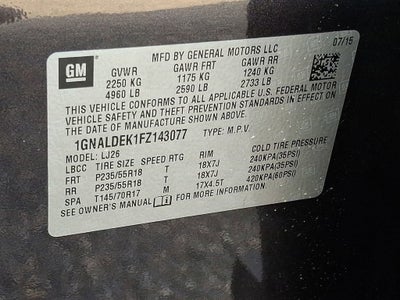 GM
MFD BY GENERAL MOTORS LLC 07/15
GVWR GAWR FRT GAWR RR
2250 KG 1175 KG 1240 KG
4960 LB 2590 LB 2733 LB
THIS VEHICLE CONFORMS TO ALL APPLICABLE U.S. FEDERAL MOTOR
VEHICLE SAFETY AND THEFT PREVENTION STANDARDS IN EFFECT ON
THE DATE OF MANUFACTURE SHOWN ABOVE.
1GNALDEK1FZ143077 TYPE: M.P.V.
MODEL: LJ26
LBCC TIRE SIZE SPEED RIM COLD TIRE PRESSURE
FRT P235/55R18 T 18X7J 240KPA(35PSI)
RR P235/55R18 T 18X7J 240KPA(35PSI)
SPA T145/70R17 17X4.5T 420KPA(60PSI)
SEE OWNER'S MANUAL FOR MORE INFORMATION